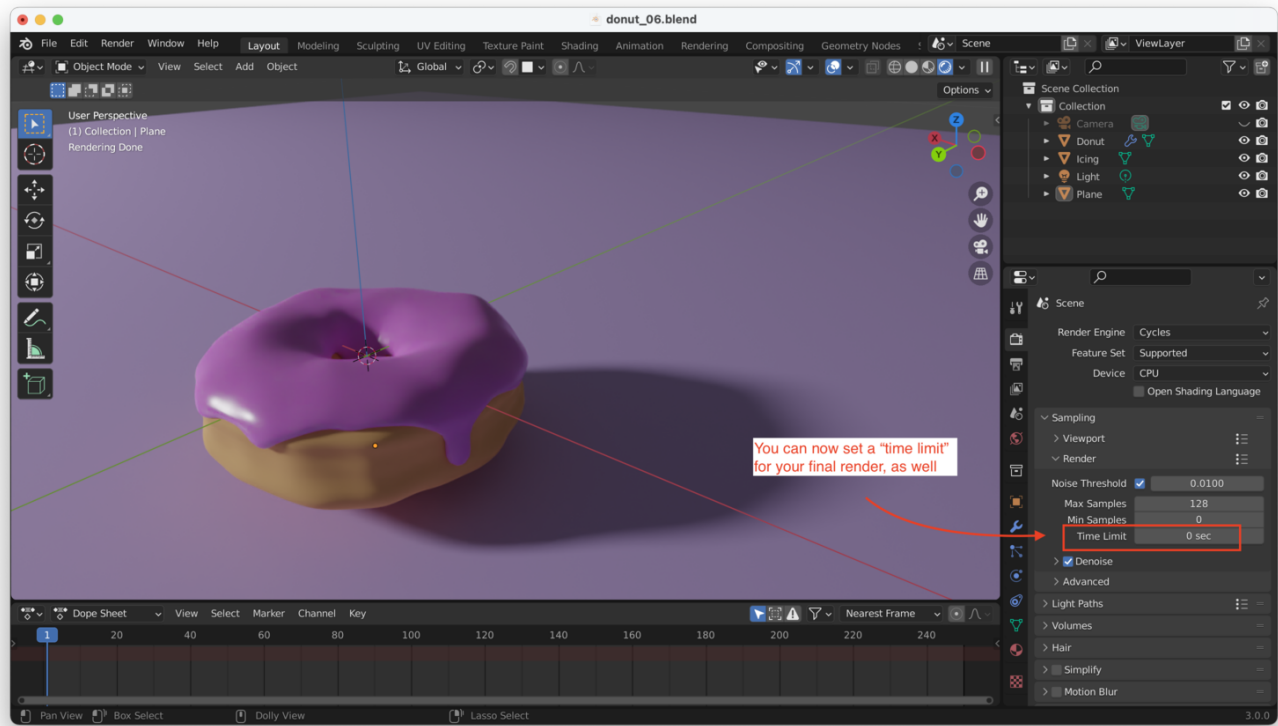 donut_06.blend
File Edit Render Window Help Layout Modeling Sculpting UV Editing Texture Paint Shading Animation Rendering Compositing Geometry Nodes Scene ViewLayer
Object Mode View Select Add Object Global
Options
User Perspective
(1) Collection | Plane
Rendering Done
Z
X
Y
You can now set a “time limit”
for your final render, as well
Scene Collection
Collection
Camera
Donut
Icing
Light
Plane
Scene
Render Engine Cycles
Feature Set Supported
Device CPU
Open Shading Language
Sampling
Viewport
Render
Noise Threshold 0.0100
Max Samples 128
Min Samples 0
Time Limit 0 sec
Denoise
Advanced
Light Paths
Volumes
Hair
Simplify
Motion Blur
Dope Sheet View Select Marker Channel Key Nearest Frame
1 20 40 60 80 100 120 140 160 180 200 220 240
Pan View Box Select Dolly View Lasso Select 3.0.0